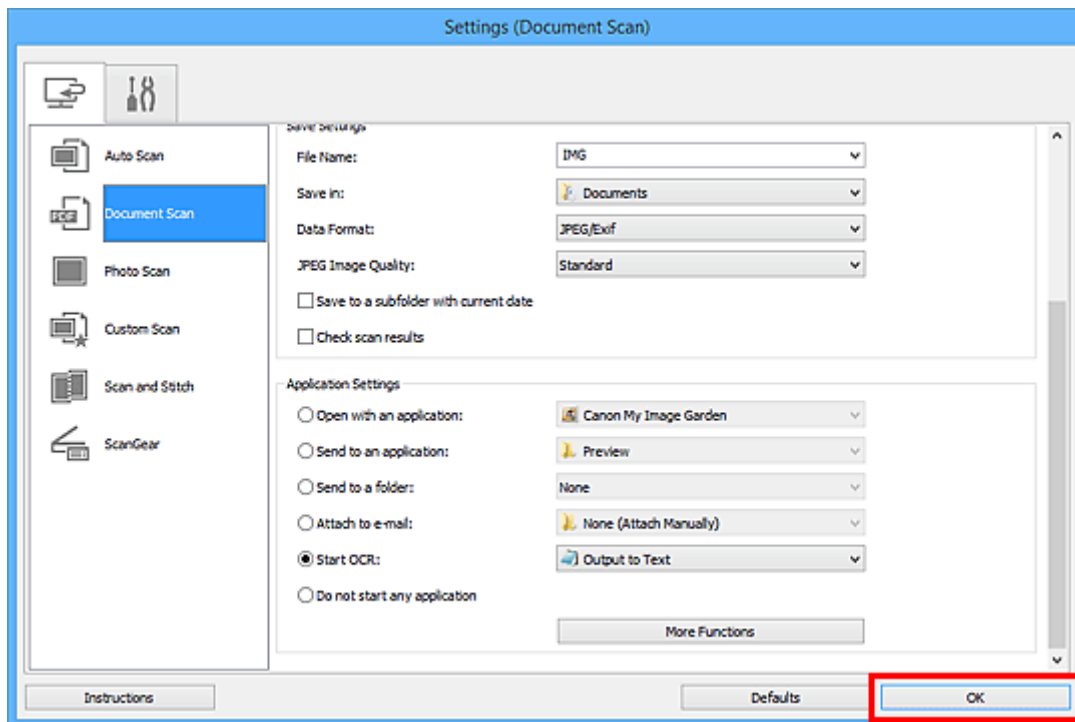 Settings (Document Scan)
Auto Scan
PDF
Document Scan
Photo Scan
Custom Scan
Scan and Stitch
ScanGear
Save Settings
File Name: IMG
Save in: Documents
Data Format: JPEG/Exif
JPEG Image Quality: Standard
Save to a subfolder with current date
Check scan results
Application Settings
Open with an application: Canon My Image Garden
Send to an application: Preview
Send to a folder: None
Attach to e-mail: None (Attach Manually)
Start OCR: Output to Text
Do not start any application
More Functions
Instructions
Defaults
OK